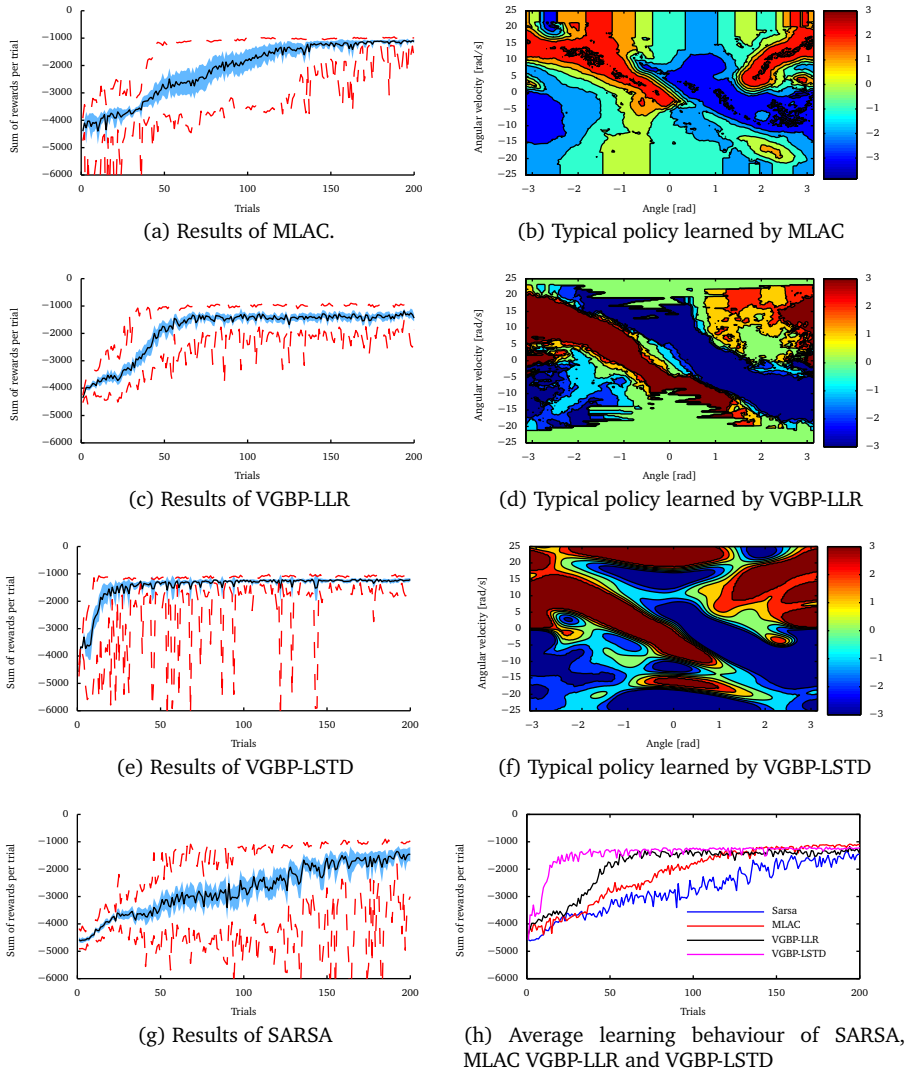 0
−1000
−2000
−3000
−4000
−5000
−6000
Sum of rewards per trial
0 50 100 150 200
Trials
(a) Results of MLAC.
25
20
15
10
5
0
−5
−10
−15
−20
−25
Angular velocity [rad/s]
−3 −2 −1 0 1 2 3
Angle [rad]
3
2
1
0
−1
−2
−3
(b) Typical policy learned by MLAC
0
−1000
−2000
−3000
−4000
−5000
−6000
Sum of rewards per trial
0 50 100 150 200
Trials
(c) Results of VGBP-LLR
25
20
15
10
5
0
−5
−10
−15
−20
−25
Angular velocity [rad/s]
−3 −2 −1 0 1 2 3
Angle [rad]
3
2
1
0
−1
−2
−3
(d) Typical policy learned by VGBP-LLR
0
−1000
−2000
−3000
−4000
−5000
−6000
Sum of rewards per trial
0 50 100 150 200
Trials
(e) Results of VGBP-LSTD
25
20
15
10
5
0
−5
−10
−15
−20
−25
Angular velocity [rad/s]
−3 −2 −1 0 1 2 3
Angle [rad]
3
2
1
0
−1
−2
−3
(f) Typical policy learned by VGBP-LSTD
0
−1000
−2000
−3000
−4000
−5000
−6000
Sum of rewards per trial
0 50 100 150 200
Trials
(g) Results of SARSA
0
−1000
−2000
−3000
−4000
−5000
−6000
Sum of rewards per trial
Sarsa
MLAC
VGBP-LLR
VGBP-LSTD
0 50 100 150 200
Trials
(h) Average learning behaviour of SARSA,
MLAC VGBP-LLR and VGBP-LSTD